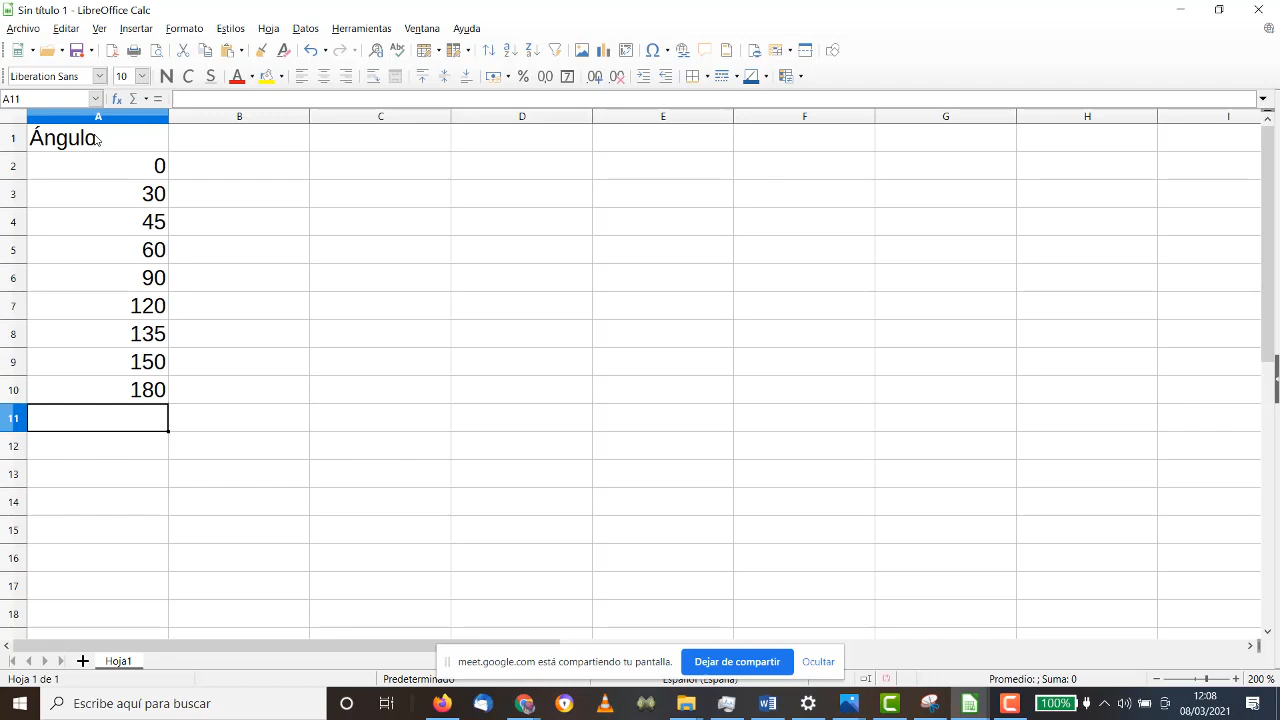 Sin título 1 - LibreOffice Calc
Archivo Editar Ver Insertar Formato Estilos Hoja Datos Herramientas Ventana Ayuda
Liberation Sans 10 N C S
A11
A B C D E F G H I
1 Ángulo
2 0
3 30
4 45
5 60
6 90
7 120
8 135
9 150
10 180
11
12
13
14
15
16
17
18
Hoja1
meet.google.com está compartiendo tu pantalla. Dejar de compartir Ocultar
Hoja 1 de 1 Predeterminado Español (España) Promedio: ; Suma: 0 200 %
Escribe aquí para buscar 100% 12:08
08/03/2021